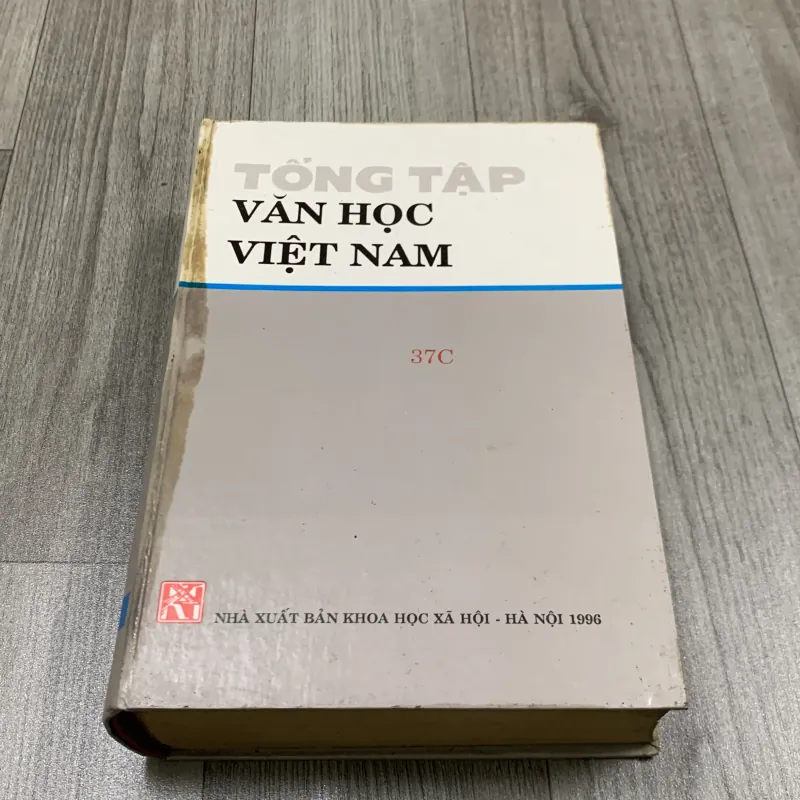 TỔNG TẬP
VĂN HỌC
VIỆT NAM
37C
NHÀ XUẤT BẢN KHOA HỌC XÃ HỘI - HÀ NỘI 1996